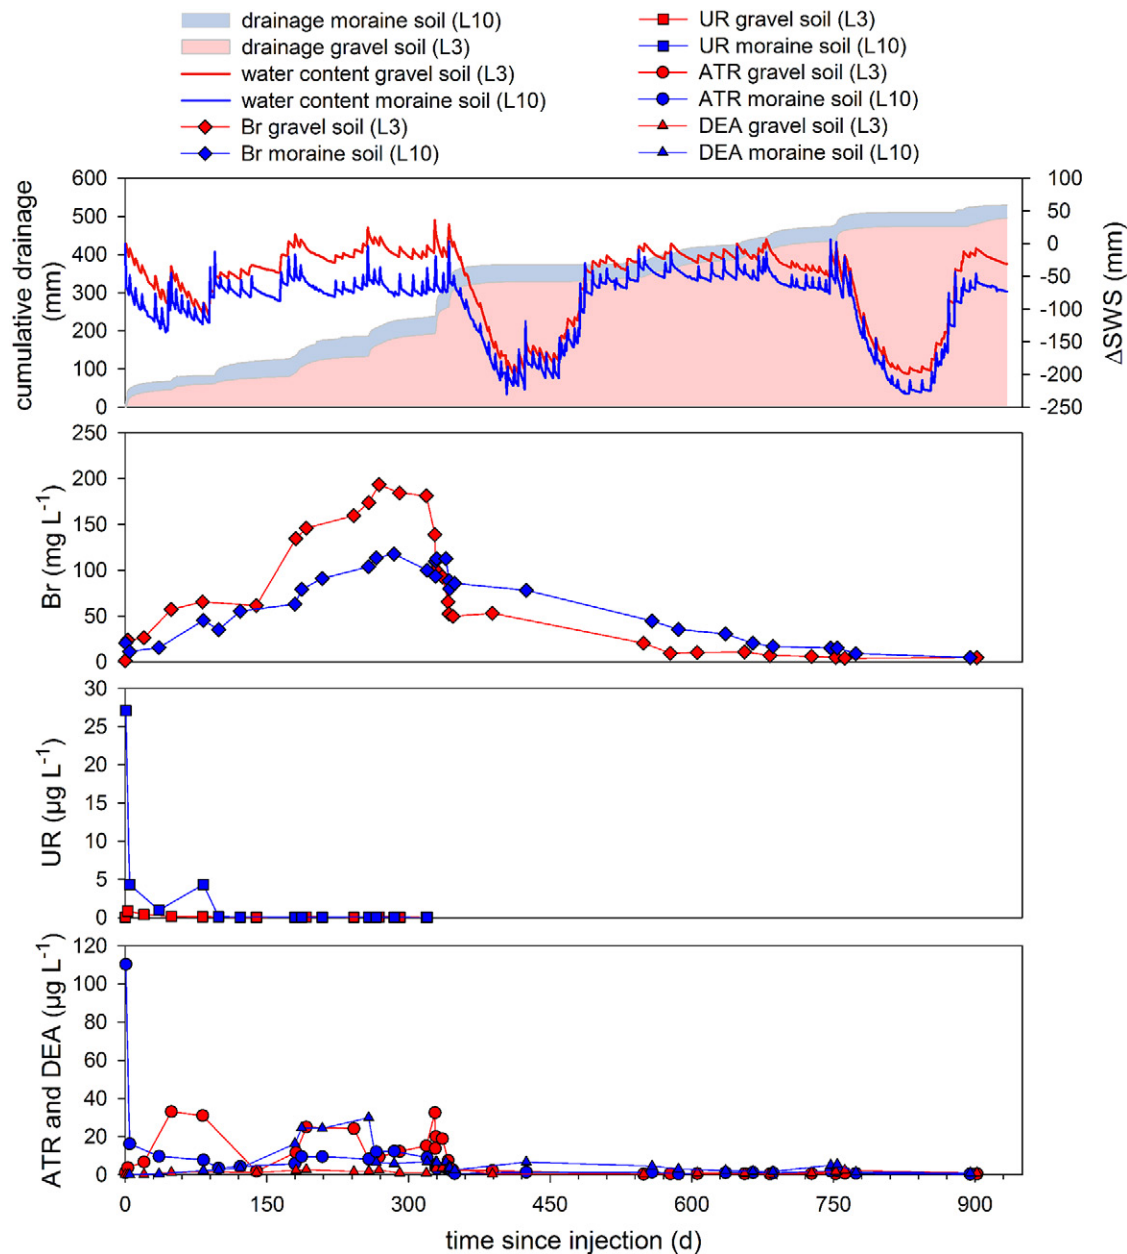 drainage moraine soil (L10)
drainage gravel soil (L3)
water content gravel soil (L3)
water content moraine soil (L10)
Br gravel soil (L3)
Br moraine soil (L10)
UR gravel soil (L3)
UR moraine soil (L10)
ATR gravel soil (L3)
ATR moraine soil (L10)
DEA gravel soil (L3)
DEA moraine soil (L10)
cumulative drainage
(mm)
600
500
400
300
200
100
0
100
50
0
-50
-100
-150
-200
-250
ΔSWS (mm)
Br (mg L⁻¹)
250
200
150
100
50
0
UR (µg L⁻¹)
30
25
20
15
10
5
0
ATR and DEA (µg L⁻¹)
120
100
80
60
40
20
0
0 150 300 450 600 750 900
time since injection (d)